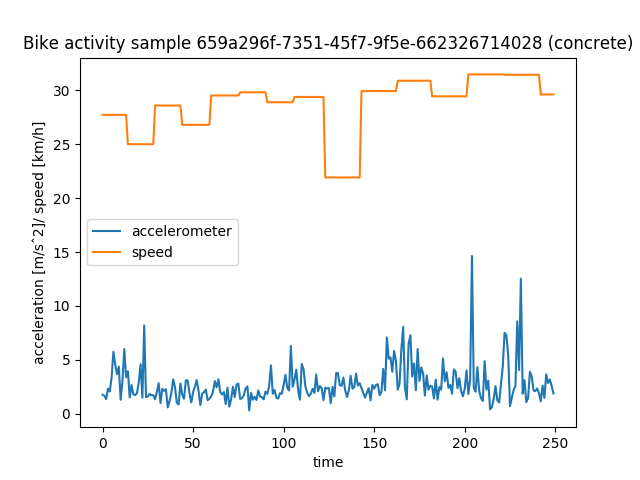 Bike activity sample 659a296f-7351-45f7-9f5e-662326714028 (concrete)
acceleration [m/s^2]/ speed [km/h]
30
25
20
15
10
5
0
accelerometer
speed
0 50 100 150 200 250
time